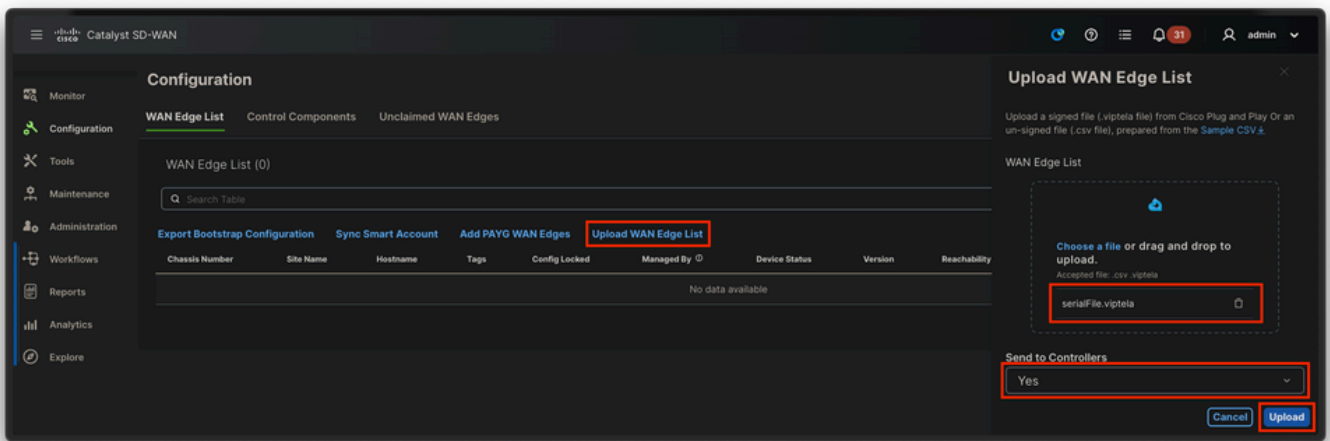 cisco Catalyst SD-WAN
31
admin
Monitor
Configuration
Tools
Maintenance
Administration
Workflows
Reports
Analytics
Explore
Configuration
WAN Edge List Control Components Unclaimed WAN Edges
WAN Edge List (0)
Search Table
Export Bootstrap Configuration Sync Smart Account Add PAYG WAN Edges Upload WAN Edge List
Chassis Number Site Name Hostname Tags Config Locked Managed By Device Status Version Reachability
No data available
Upload WAN Edge List
Upload a signed file (.viptela file) from Cisco Plug and Play Or an
un-signed file (.csv file), prepared from the Sample CSV
WAN Edge List
Choose a file or drag and drop to
upload.
Accepted file: .csv .viptela
serialFile.viptela
Send to Controllers
Yes
Cancel Upload